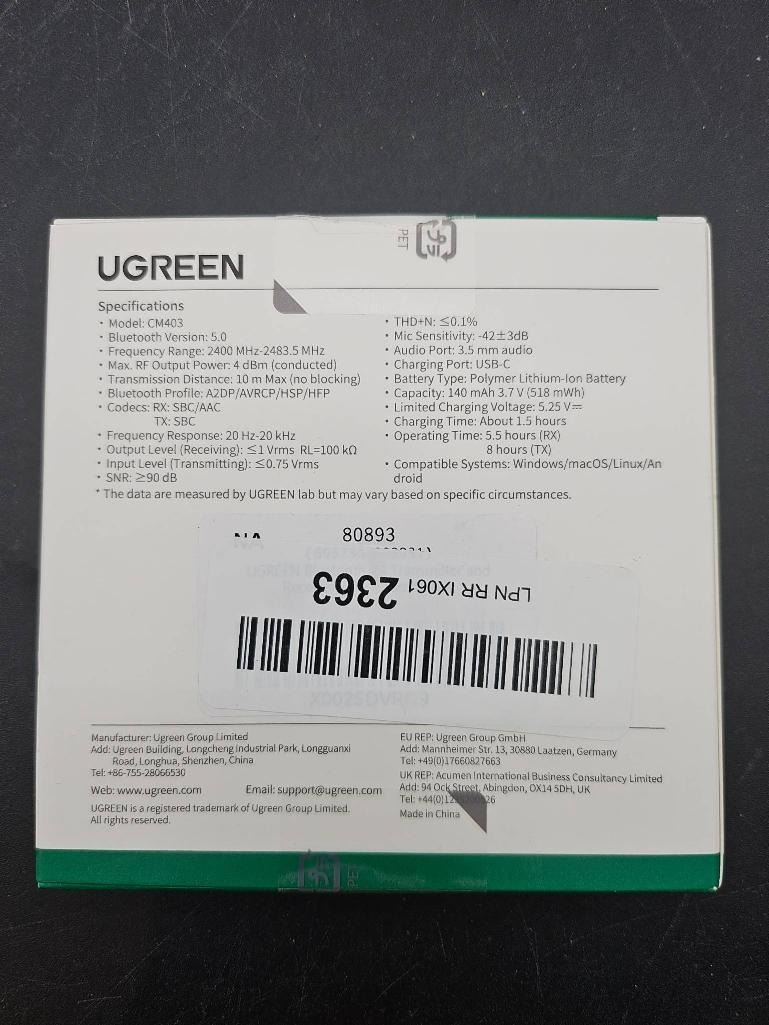 PET
UGREEN
Specifications
• Model: CM403
• Bluetooth Version: 5.0
• Frequency Range: 2400 MHz-2483.5 MHz
• Max. RF Output Power: 4 dBm (conducted)
• Transmission Distance: 10 m Max (no blocking)
• Bluetooth Profile: A2DP/AVRCP/HSP/HFP
• Codecs: RX: SBC/AAC
TX: SBC
• Frequency Response: 20 Hz-20 kHz
• Output Level (Receiving): ≤1 Vrms RL=100 kΩ
• Input Level (Transmitting): ≤0.75 Vrms
• SNR: ≥90 dB
• THD+N: ≤0.1%
• Mic Sensitivity: -42±3dB
• Audio Port: 3.5 mm audio
• Charging Port: USB-C
• Battery Type: Polymer Lithium-Ion Battery
• Capacity: 140 mAh 3.7 V (518 mWh)
• Limited Charging Voltage: 5.25 V⎓
• Charging Time: About 1.5 hours
• Operating Time: 5.5 hours (RX)
8 hours (TX)
• Compatible Systems: Windows/macOS/Linux/An
droid
* The data are measured by UGREEN lab but may vary based on specific circumstances.
NA
80893
LPN RR IX061 2363
Manufacturer: Ugreen Group Limited
Add: Ugreen Building, Longcheng Industrial Park, Longguanxi
Road, Longhua, Shenzhen, China
Tel: +86-755-28066530
Web: www.ugreen.com Email: support@ugreen.com
UGREEN is a registered trademark of Ugreen Group Limited.
All rights reserved.
EU REP: Ugreen Group GmbH
Add: Mannheimer Str. 13, 30880 Laatzen, Germany
Tel: +49(0)17660827663
UK REP: Acumen International Business Consultancy Limited
Add: 94 Ock Street, Abingdon, OX14 5DH, UK
Made in China
PET